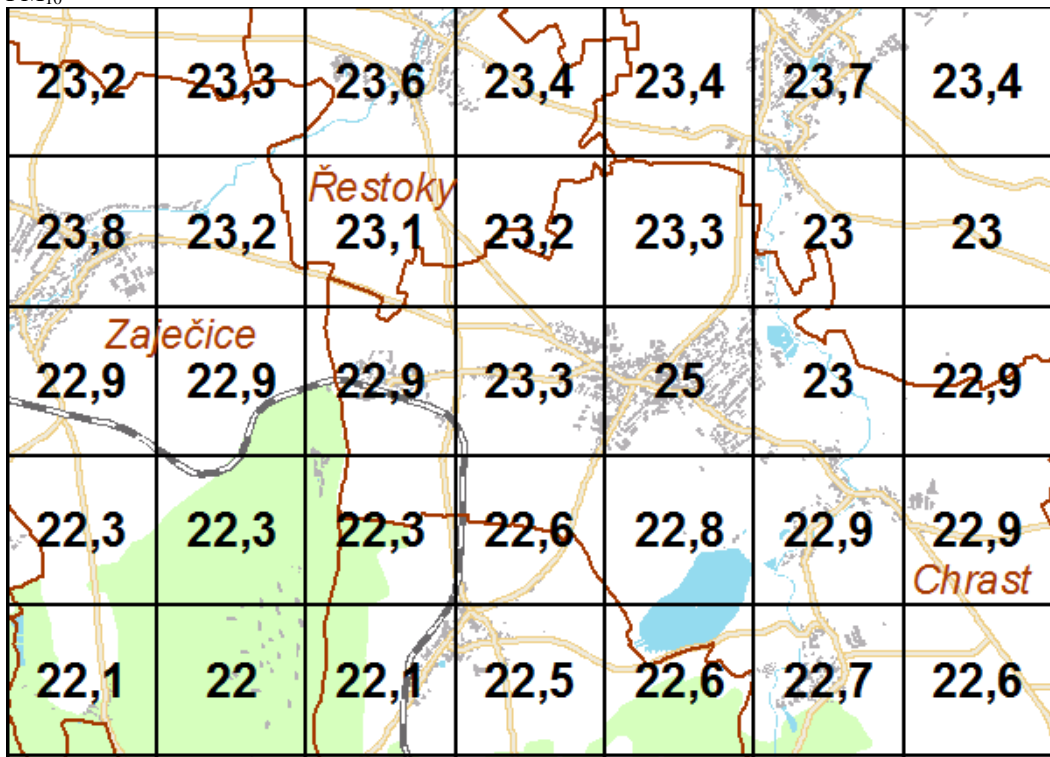 23,2 23,3 23,6 23,4 23,4 23,7 23,4
Řestoky
23,8 23,2 23,1 23,2 23,3 23 23
Zaječice
22,9 22,9 22,9 23,3 25 23 22,9
22,3 22,3 22,3 22,6 22,8 22,9 22,9
Chrast
22,1 22 22,1 22,5 22,6 22,7 22,6